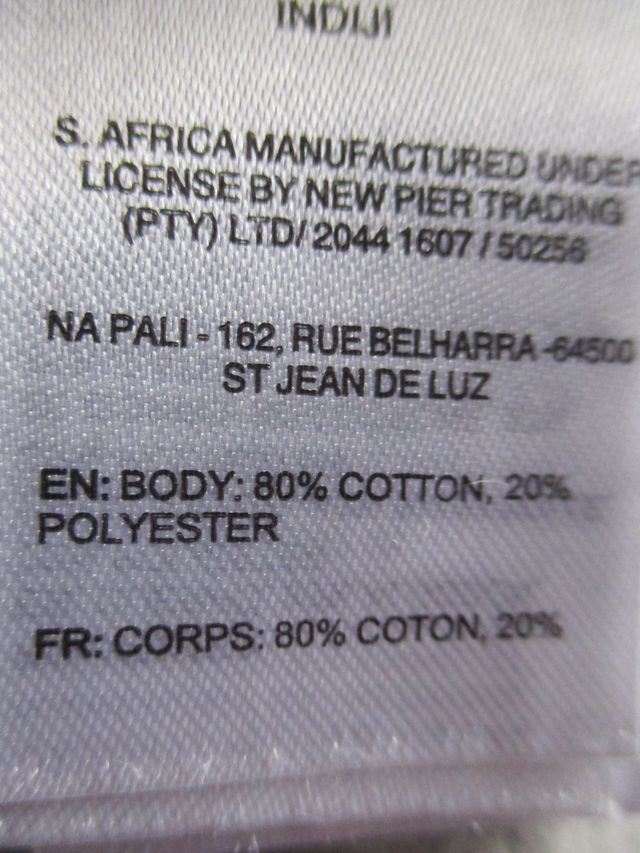 INDIJI
S. AFRICA MANUFACTURED UNDER
LICENSE BY NEW PIER TRADING
(PTY) LTD/ 2044 1607 / 50256
NA PALI - 162, RUE BELHARRA -64500
ST JEAN DE LUZ
EN: BODY: 80% COTTON, 20%
POLYESTER
FR: CORPS: 80% COTON, 20%